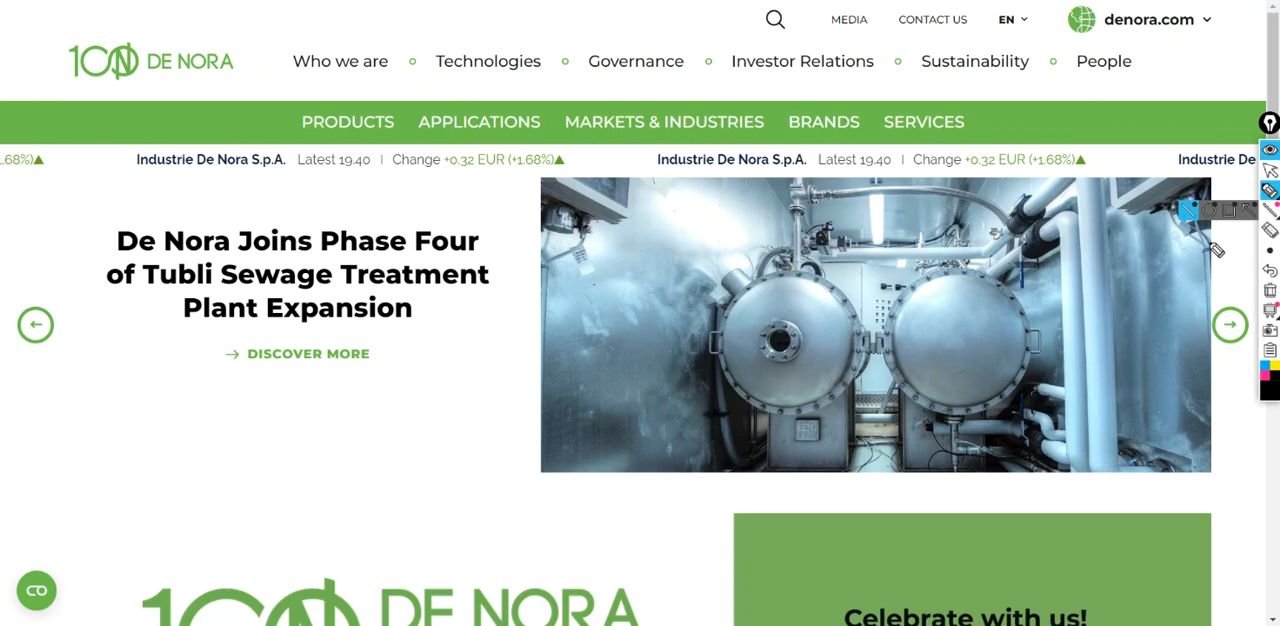 MEDIA
CONTACT US
EN
denora.com
100 DE NORA
Who we are
Technologies
Governance
Investor Relations
Sustainability
People
PRODUCTS
APPLICATIONS
MARKETS & INDUSTRIES
BRANDS
SERVICES
.68%)▲ Industrie De Nora S.p.A. Latest 19.40 | Change +0.32 EUR (+1.68%)▲ Industrie De Nora S.p.A. Latest 19.40 | Change +0.32 EUR (+1.68%)▲ Industrie De
De Nora Joins Phase Four
of Tubli Sewage Treatment
Plant Expansion
→ DISCOVER MORE
100 DE NORA
Celebrate with us!